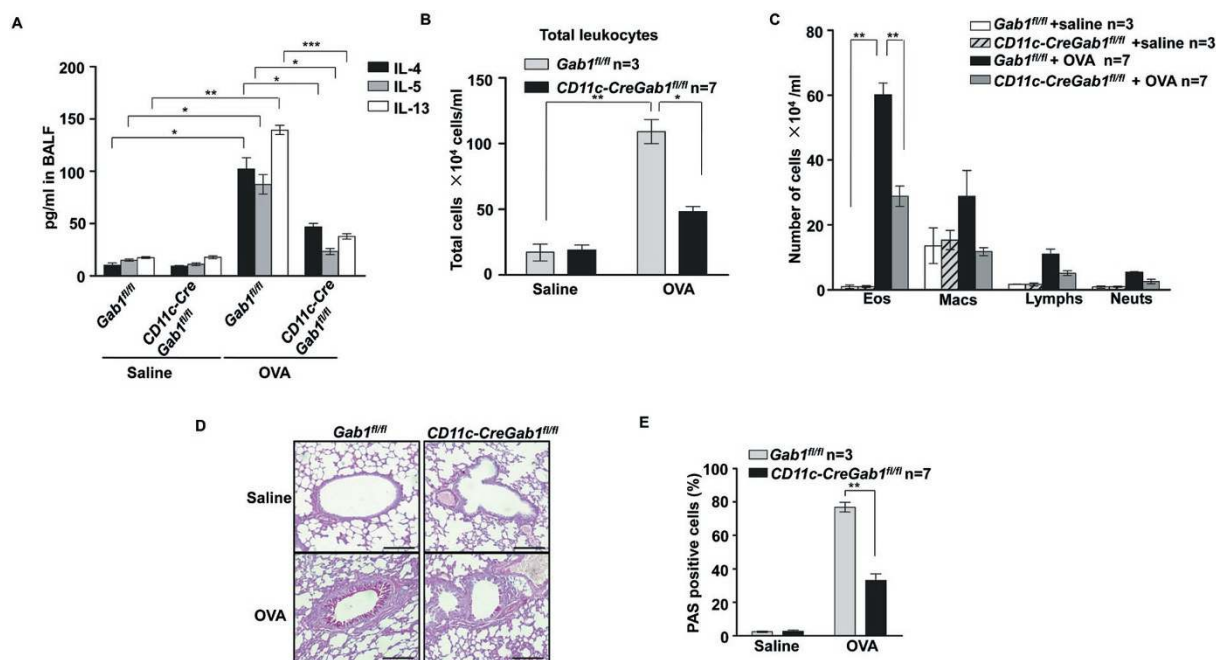 A
***
*
*
**
*
*
200
150
100
50
0
pg/ml in BALF
IL-4
IL-5
IL-13
Gab1fl/fl
CD11c-Cre
Gab1fl/fl
Gab1fl/fl
CD11c-Cre
Gab1fl/fl
Saline
OVA
B
Total leukocytes
Gab1fl/fl n=3
CD11c-CreGab1fl/fl n=7
**
*
150
100
50
0
Total cells ×10⁴ cells/ml
Saline
OVA
C
Gab1fl/fl +saline n=3
CD11c-CreGab1fl/fl +saline n=3
Gab1fl/fl + OVA n=7
CD11c-CreGab1fl/fl + OVA n=7
** **
80
60
40
20
0
Number of cells ×10⁴ /ml
Eos
Macs
Lymphs
Neuts
D
Gab1fl/fl
CD11c-CreGab1fl/fl
Saline
OVA
E
Gab1fl/fl n=3
CD11c-CreGab1fl/fl n=7
**
100
80
60
40
20
0
PAS positive cells (%)
Saline
OVA